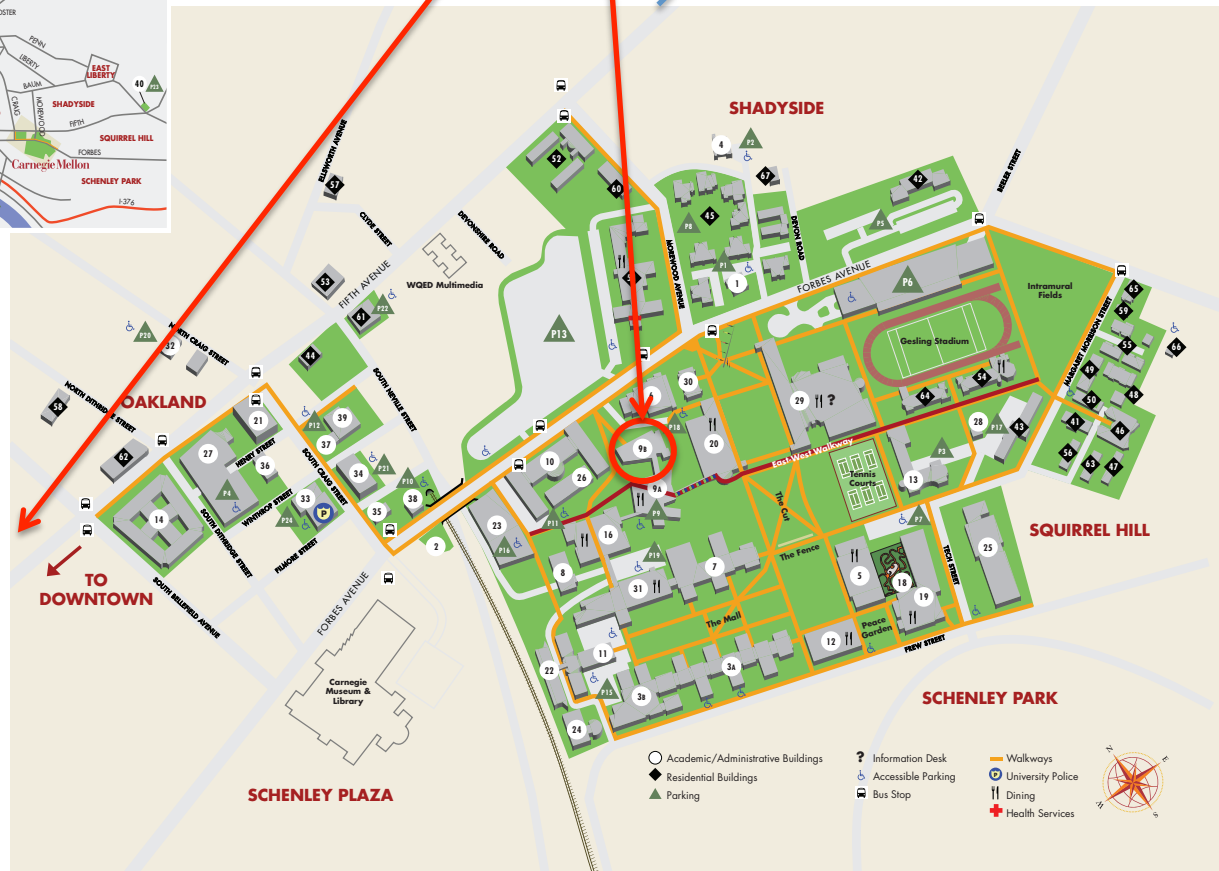 OSTER
PENN
LIBERTY
EAST
LIBERTY
BAUM
40
P23
CRAIG
MOREWOOD
SHADYSIDE
FIFTH
SQUIRREL HILL
FORBES
Carnegie Mellon
SCHENLEY PARK
I-376
SHADYSIDE
4
P2
ELLSWORTH AVENUE
52
67
42
BEELER STREET
57
60
45
P8
DEVON ROAD
P5
CLYDE STREET
DEVONSHIRE ROAD
MOREWOOD AVENUE
WQED Multimedia
P1
1
FORBES AVENUE
P6
Intramural
Fields
53
FIFTH AVENUE
65
P22
61
59
P20
P13
Gesling Stadium
MARGARET MORRISON STREET
32
NORTH CRAIG STREET
55
66
44
SOUTH NEVILLE STREET
49
54
30
29
?
64
50
48
NORTH DITHRIDGE STREET
OAKLAND
58
21
P12
39
P18
28
P17
43
41
46
37
20
9B
27
HENRY STREET
East-West Walkway
P3
56
62
36
SOUTH CRAIG STREET
34
P21
10
26
63
47
P4
P10
Tennis
Courts
13
33
38
9A
WINTHROP STREET
14
P24
P
35
P11
P9
The Cut
P7
23
16
SQUIRREL HILL
FILMORE STREET
2
P16
P19
The Fence
TECH STREET
25
SOUTH DITHRIDGE STREET
8
7
5
18
TO
DOWNTOWN
SOUTH BELLEFIELD AVENUE
31
19
FORBES AVENUE
The Mall
Peace
Garden
12
FREW STREET
11
22
3A
Carnegie
Museum &
Library
P15
3B
SCHENLEY PARK
24
SCHENLEY PLAZA
Academic/Administrative Buildings
Residential Buildings
Parking
? Information Desk
Accessible Parking
Bus Stop
Walkways
P University Police
Dining
Health Services
N
E
W
S